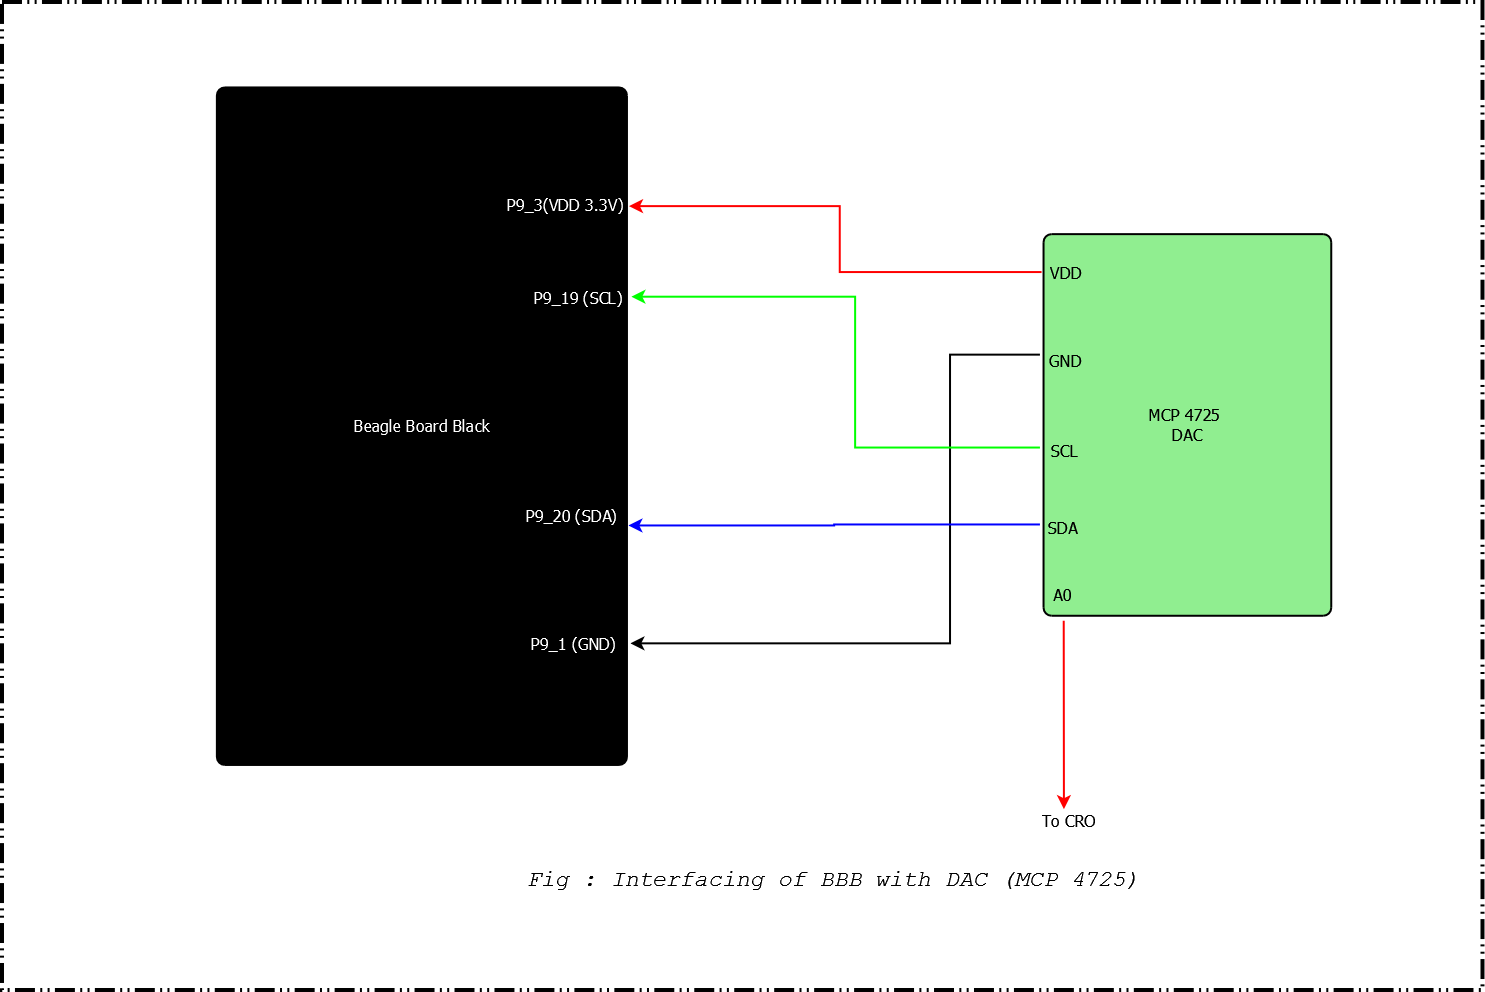 P9_3(VDD 3.3V)
P9_19 (SCL)
Beagle Board Black
P9_20 (SDA)
P9_1 (GND)
VDD
GND
MCP 4725
DAC
SCL
SDA
A0
To CRO
Fig : Interfacing of BBB with DAC (MCP 4725)